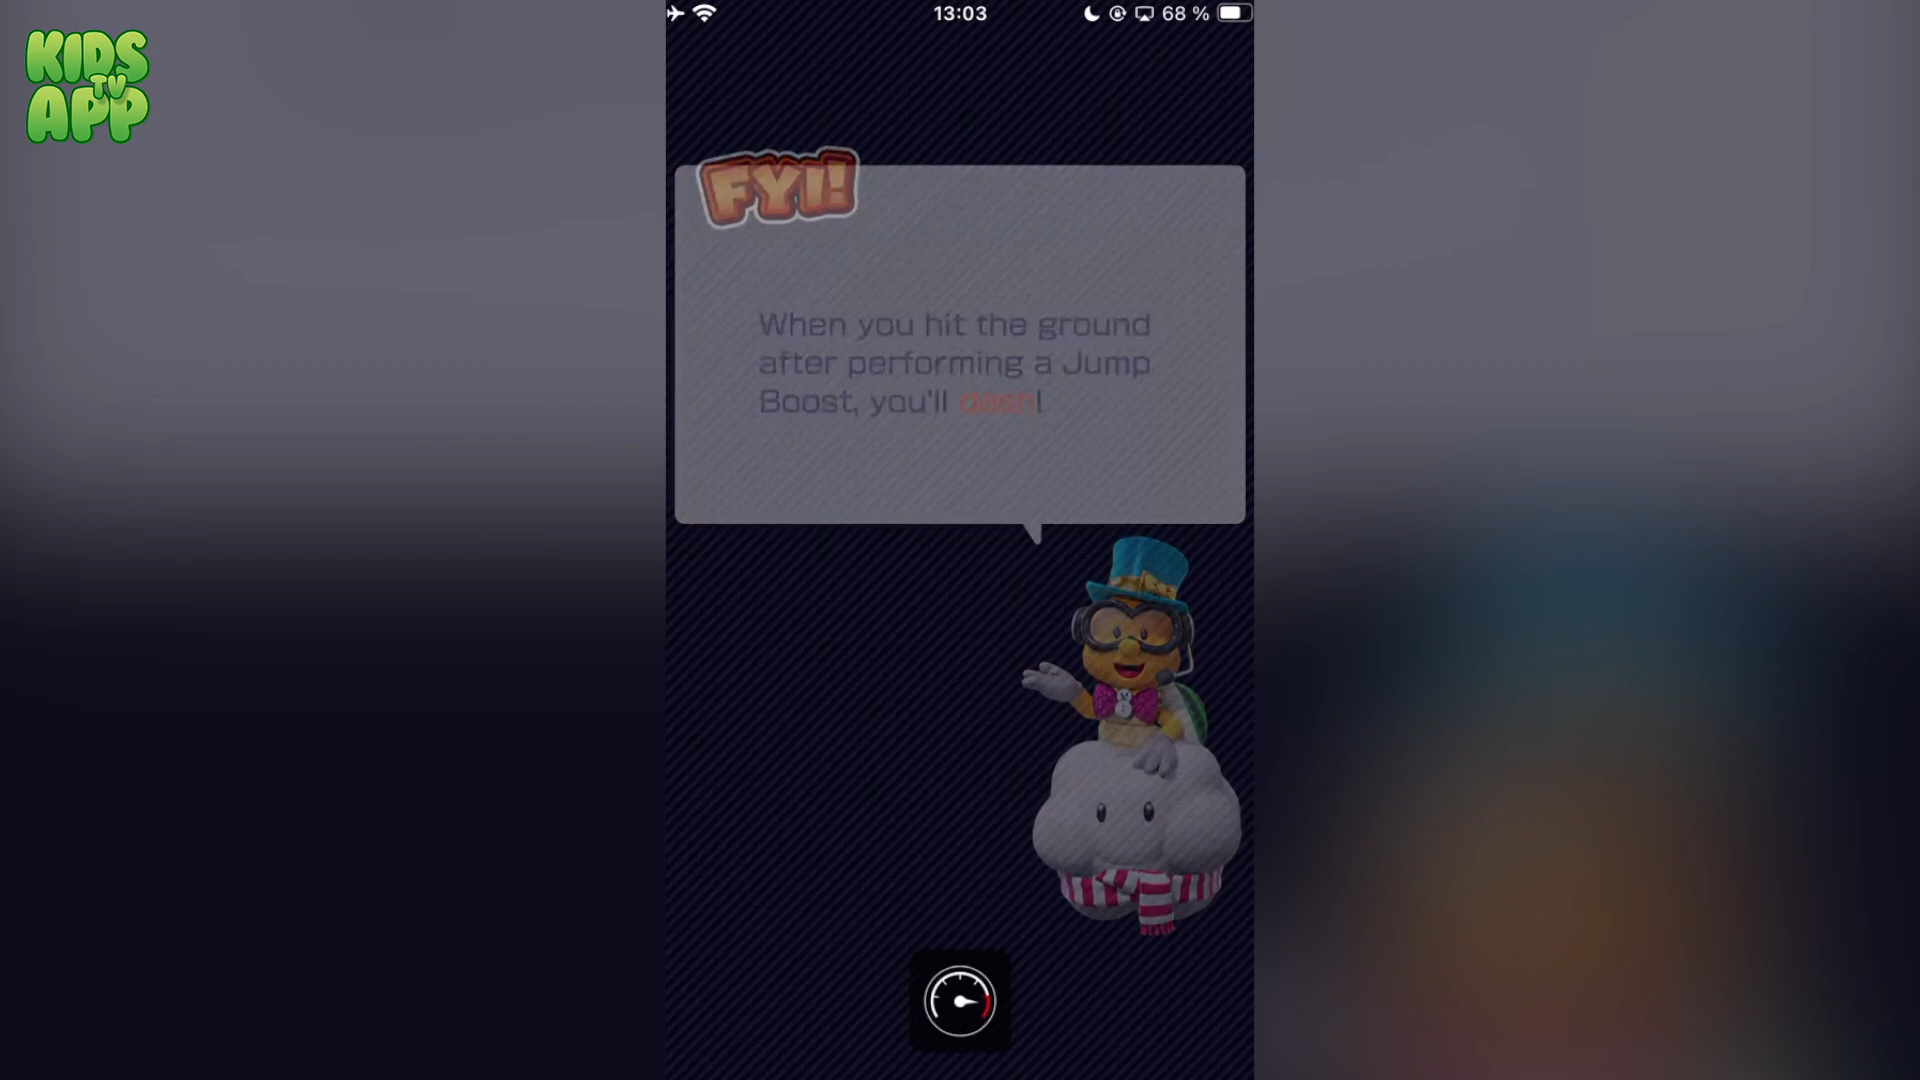 KIDS
TV
APP
13:03
68 %
FYI!
When you hit the ground
after performing a Jump
Boost, you'll dash!